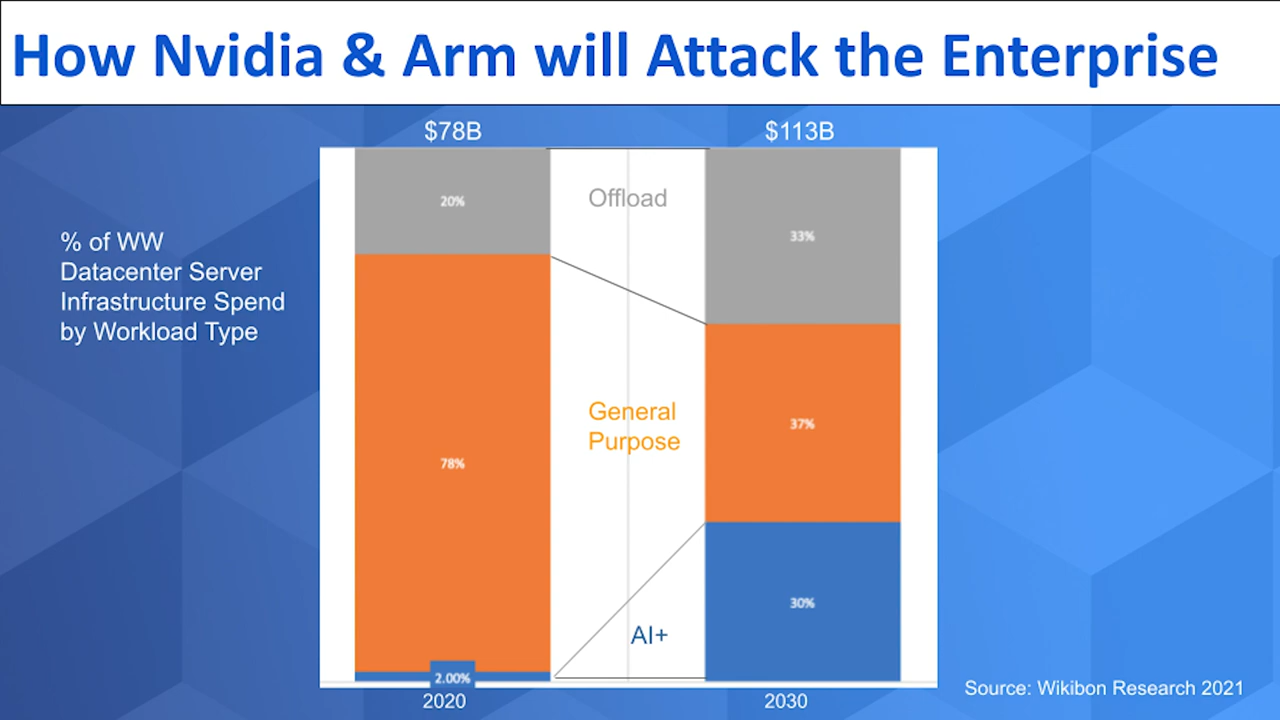 How Nvidia & Arm will Attack the Enterprise
$78B
$113B
% of WW
Datacenter Server
Infrastructure Spend
by Workload Type
20%
Offload
33%
General
Purpose
37%
78%
30%
AI+
2.00%
2020
2030
Source: Wikibon Research 2021